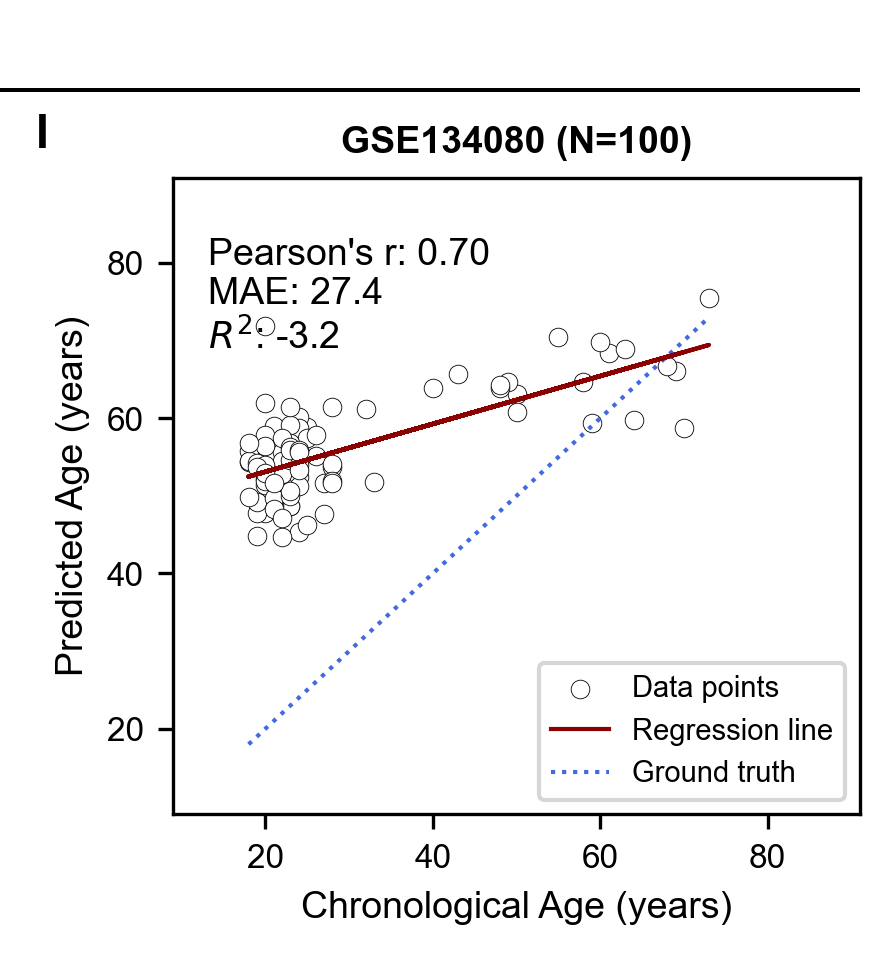 I
GSE134080 (N=100)
Pearson's r: 0.70
MAE: 27.4
R²: -3.2
80
60
40
20
Predicted Age (years)
Data points
Regression line
Ground truth
20 40 60 80
Chronological Age (years)